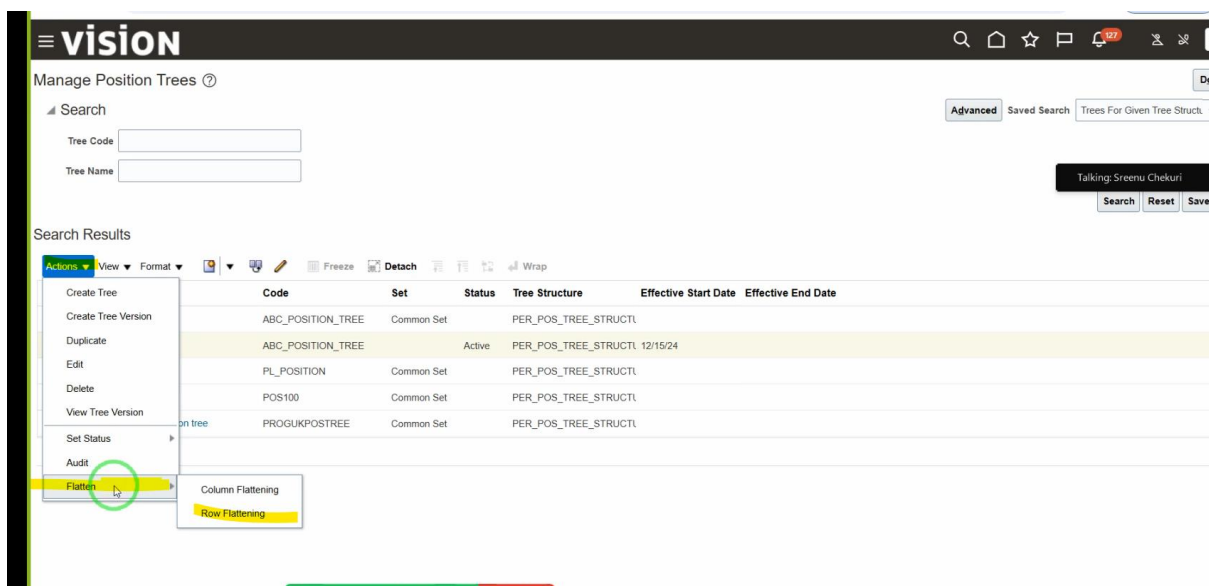 vision
127
Manage Position Trees
Search
Advanced Saved Search Trees For Given Tree Structu
Tree Code
Tree Name
Talking: Sreenu Chekuri
Search Reset Save
Search Results
Actions View Format Freeze Detach Wrap
Code Set Status Tree Structure Effective Start Date Effective End Date
Create Tree
Create Tree Version
Duplicate
Edit
Delete
View Tree Version
Set Status
Audit
Flatten
Column Flattening
Row Flattening
ABC_POSITION_TREE Common Set PER_POS_TREE_STRUCTU
ABC_POSITION_TREE Active PER_POS_TREE_STRUCTU 12/15/24
PL_POSITION Common Set PER_POS_TREE_STRUCTU
POS100 Common Set PER_POS_TREE_STRUCTU
on tree PROGUKPOSTREE Common Set PER_POS_TREE_STRUCTU